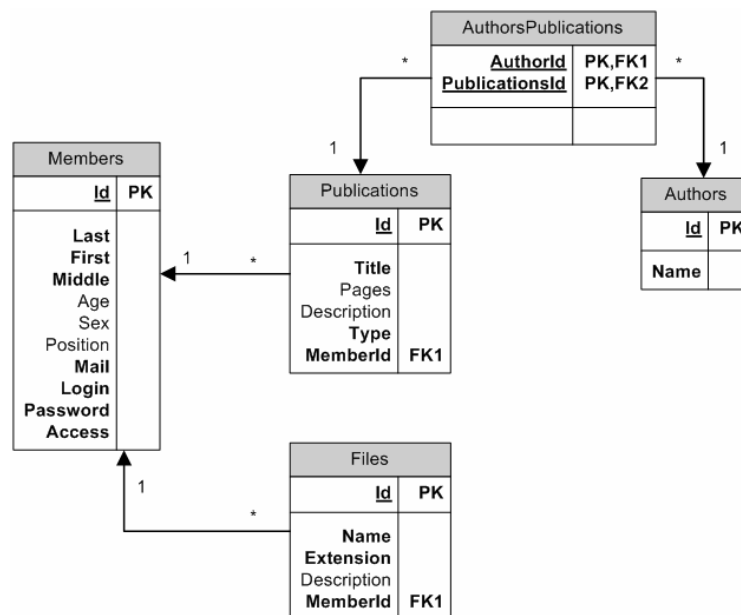 AuthorsPublications
AuthorId PK,FK1
PublicationsId PK,FK2
* *
1 1
Members
Id PK
Last
First
Middle
Age
Sex
Position
Mail
Login
Password
Access
Publications
Id PK
Title
Pages
Description
Type
MemberId FK1
Authors
Id PK
Name
1 *
Files
Id PK
Name
Extension
Description
MemberId FK1
1 *